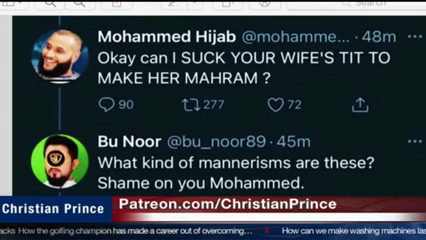 Search
Mohammed Hijab @mohamme... · 48m
Okay can I SUCK YOUR WIFE'S TIT TO
MAKE HER MAHRAM ?
90 277 72
Bu Noor @bu_noor89 · 45m
What kind of mannerisms are these?
Shame on you Mohammed.
Christian Prince
Patreon.com/ChristianPrince
acks How the golfing champion has made a career out of overcoming... How can we make washing machines las